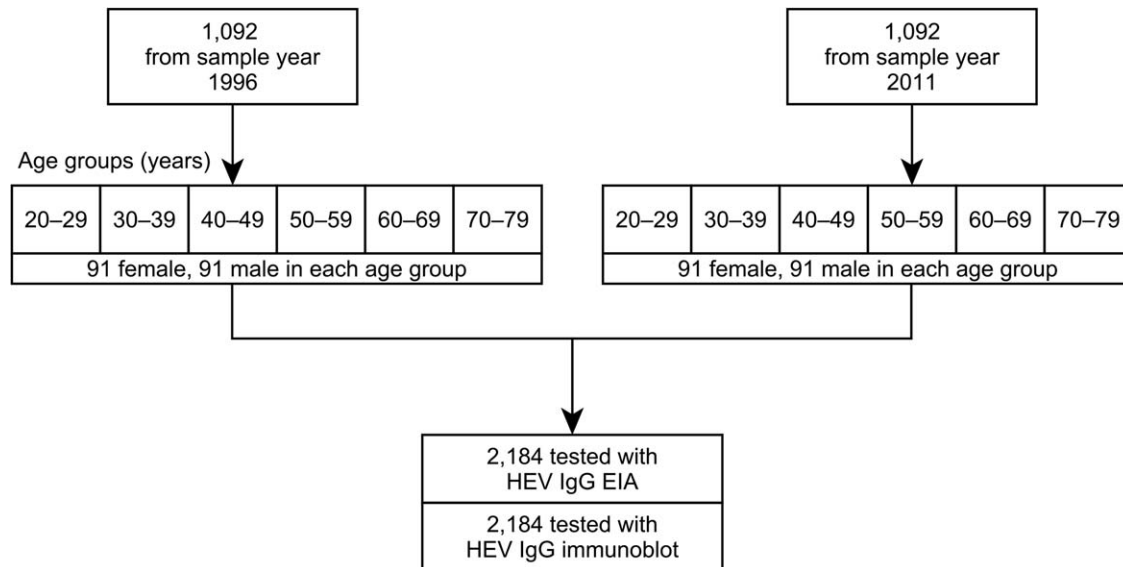 1,092
from sample year
1996
1,092
from sample year
2011
Age groups (years)
20–29 30–39 40–49 50–59 60–69 70–79
91 female, 91 male in each age group
20–29 30–39 40–49 50–59 60–69 70–79
91 female, 91 male in each age group
2,184 tested with
HEV IgG EIA
2,184 tested with
HEV IgG immunoblot